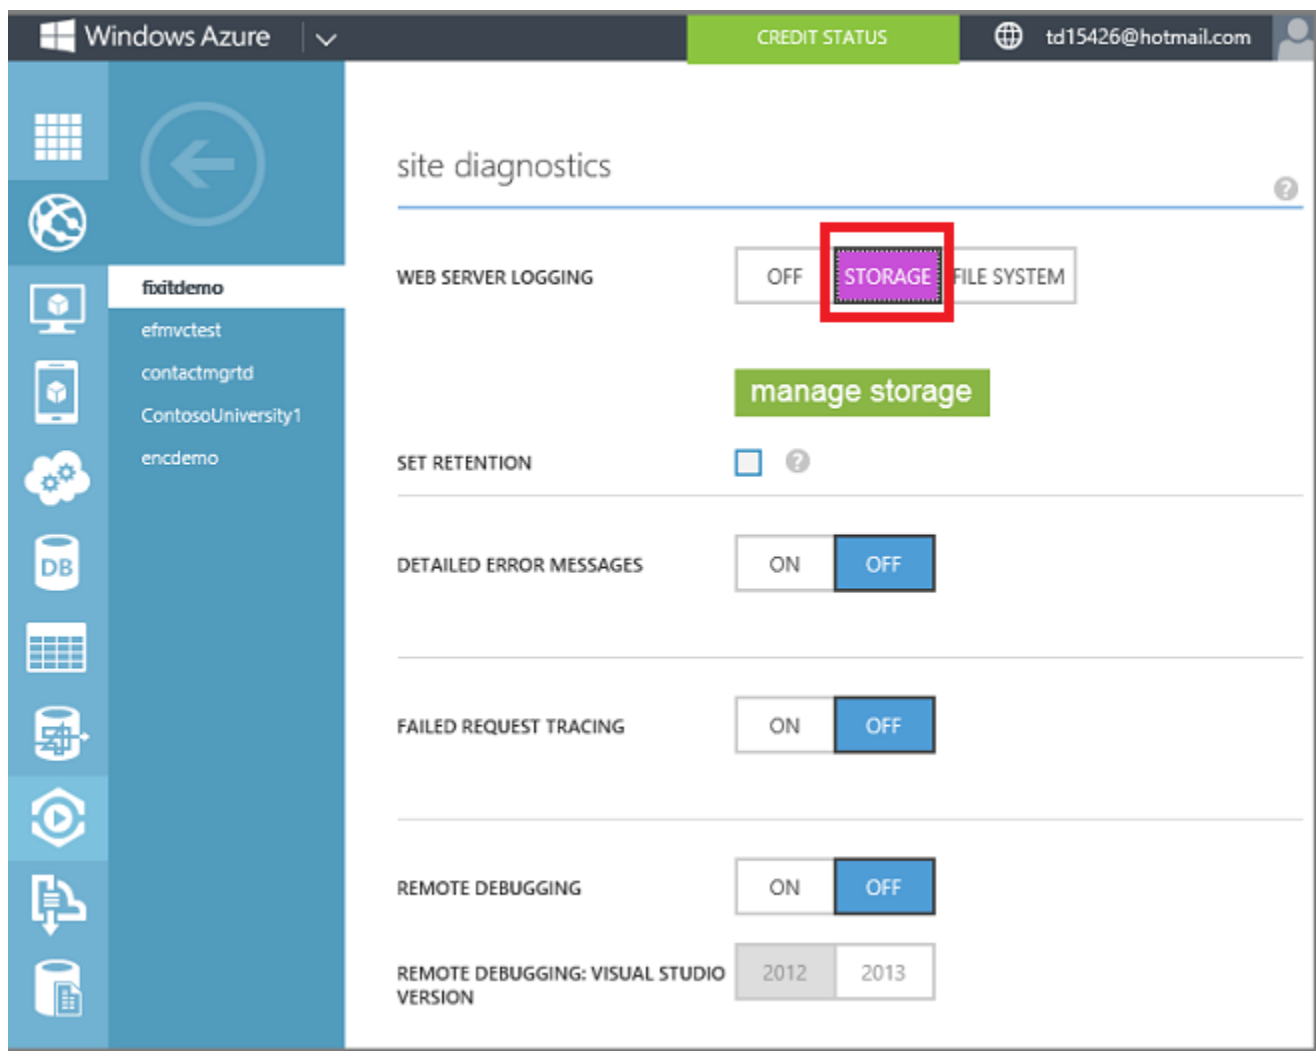 Windows Azure
CREDIT STATUS
td15426@hotmail.com
fixitdemo
efmvctest
contactmgrtd
ContosoUniversity1
encdemo
DB
site diagnostics
?
WEB SERVER LOGGING
OFF STORAGE FILE SYSTEM
manage storage
SET RETENTION
?
DETAILED ERROR MESSAGES
ON OFF
FAILED REQUEST TRACING
ON OFF
REMOTE DEBUGGING
ON OFF
REMOTE DEBUGGING: VISUAL STUDIO
VERSION
2012 2013